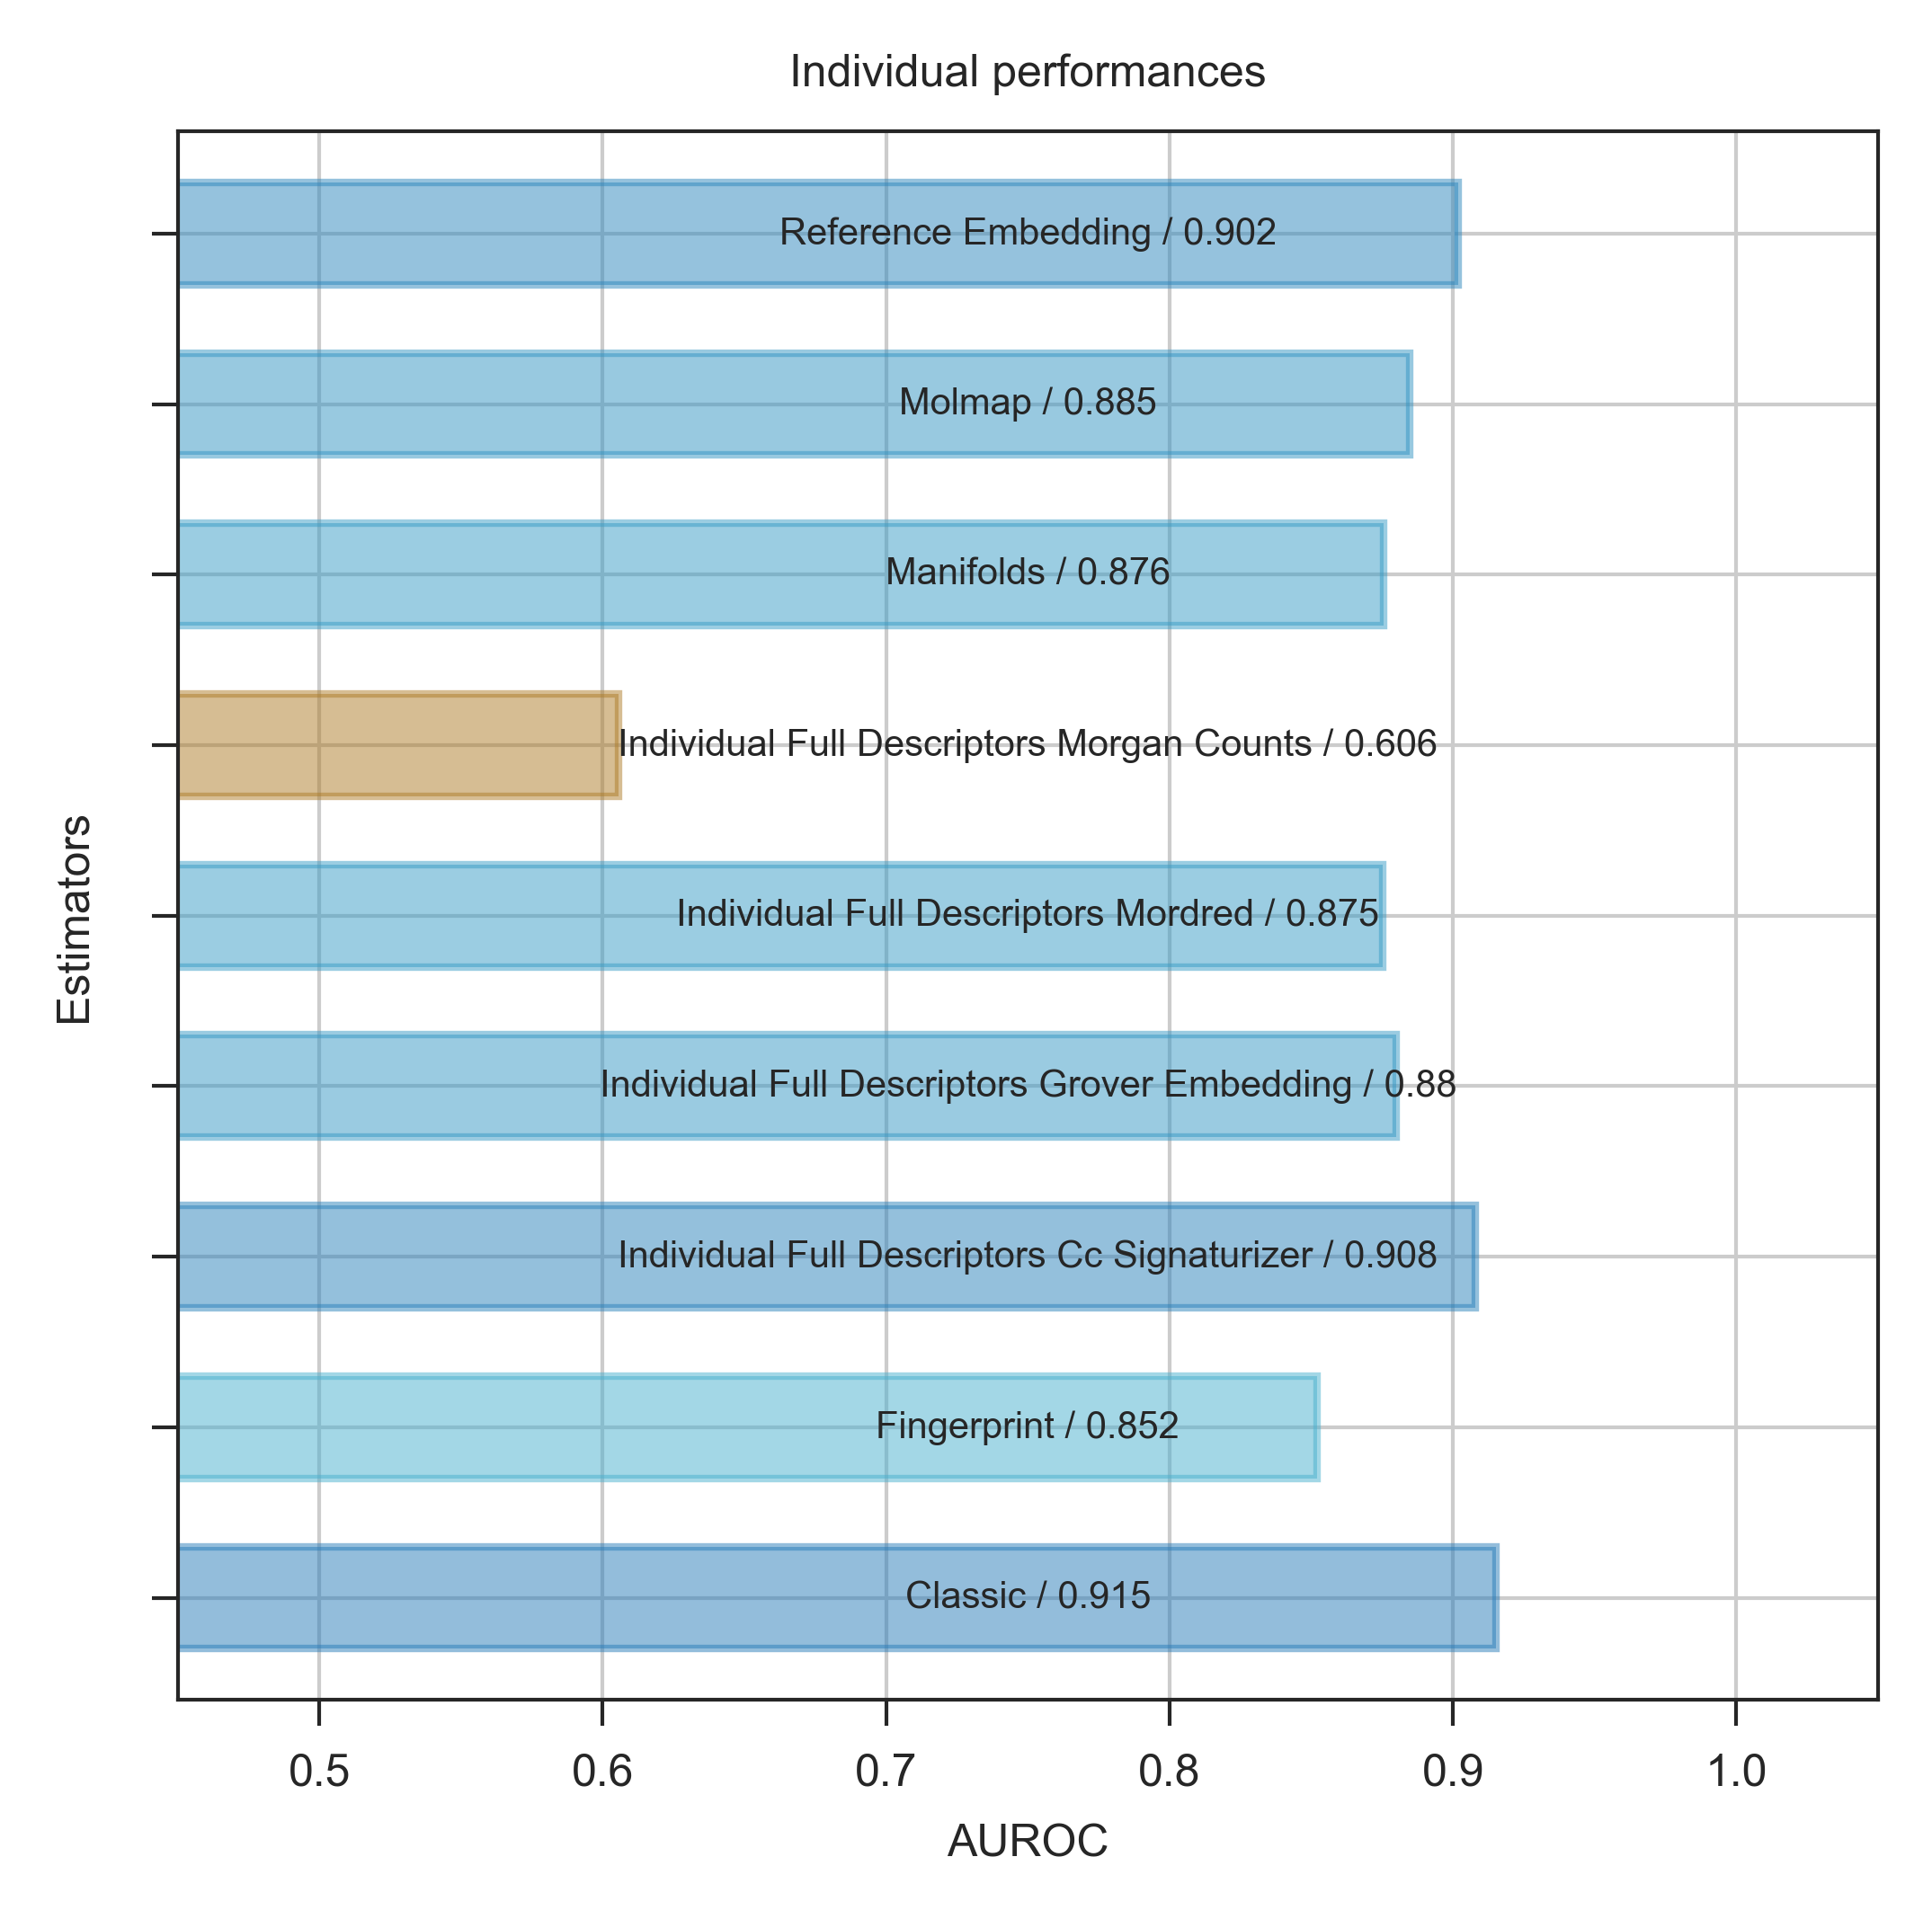 Individual performances
Reference Embedding / 0.902
Molmap / 0.885
Manifolds / 0.876
Individual Full Descriptors Morgan Counts / 0.606
Individual Full Descriptors Mordred / 0.875
Individual Full Descriptors Grover Embedding / 0.88
Individual Full Descriptors Cc Signaturizer / 0.908
Fingerprint / 0.852
Classic / 0.915
Estimators
0.5 0.6 0.7 0.8 0.9 1.0
AUROC